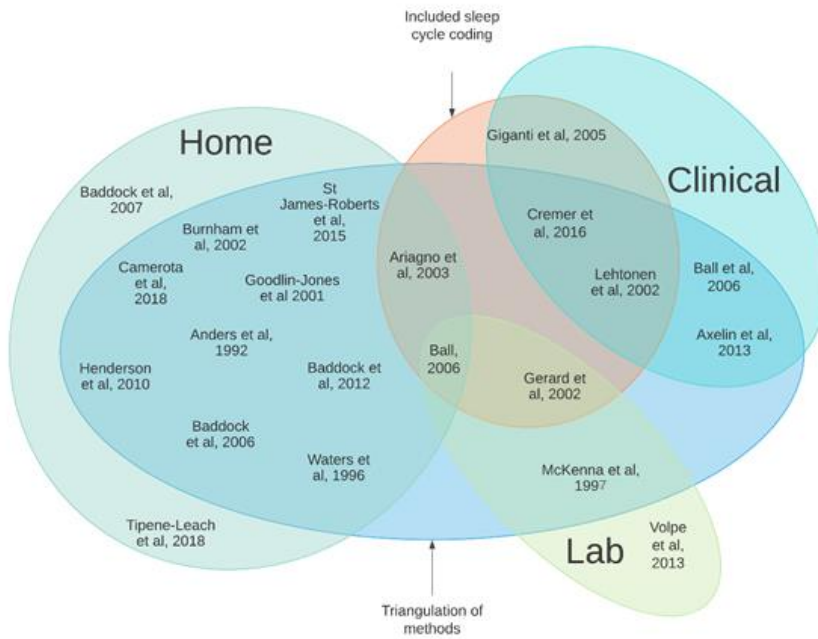 Included sleep
cycle coding
Home
Clinical
Giganti et al, 2005
Baddock et al,
2007
St
James-Roberts
et al,
2015
Burnham et
al, 2002
Cremer et
al, 2016
Ariagno et
al, 2003
Camerota
et al,
2018
Goodlin-Jones
et al 2001
Lehtonen
et al, 2002
Ball et al,
2006
Anders et al,
1992
Axelin et al,
2013
Henderson
et al, 2010
Baddock et
al, 2012
Ball,
2006
Gerard et
al, 2002
Baddock
et al, 2006
Waters et
al, 1996
McKenna et al,
1997
Tipene-Leach
et al, 2018
Lab
Volpe
et al,
2013
Triangulation of
methods